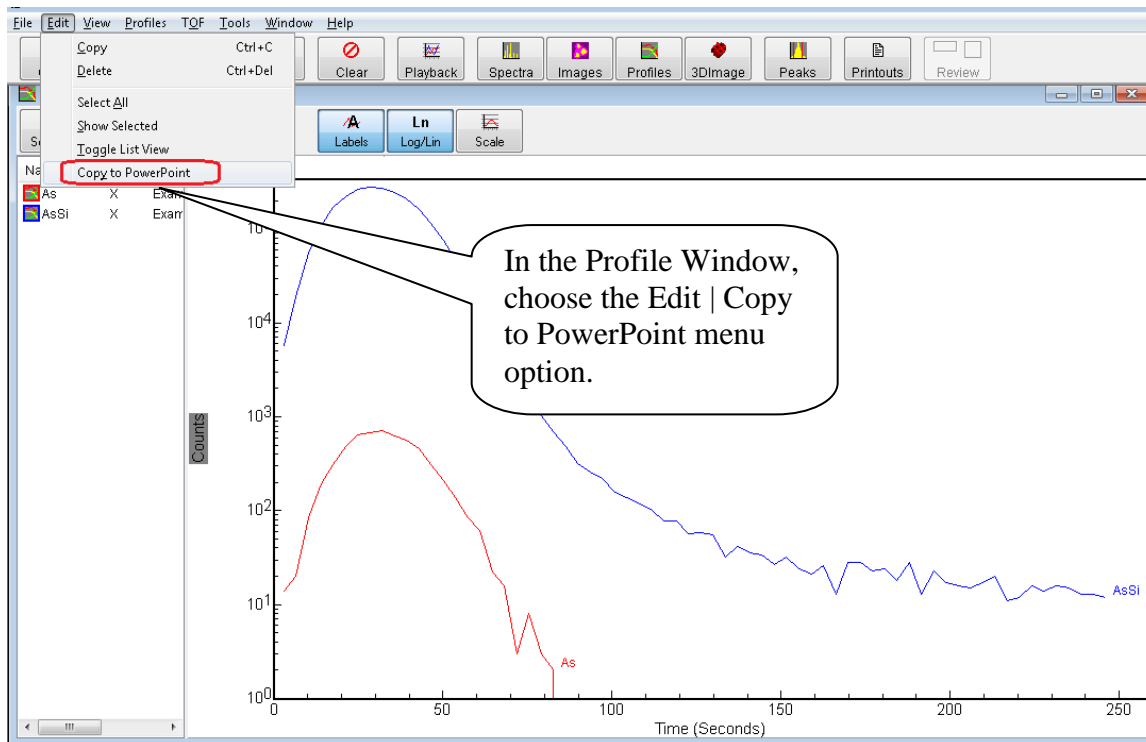 File Edit View Profiles TOF Tools Window Help
Copy Ctrl+C
Delete Ctrl+Del
Select All
Show Selected
Toggle List View
Copy to PowerPoint
Clear Playback Spectra Images Profiles 3DImage Peaks Printouts Review
Labels Log/Lin Scale
A Ln
As X Exam
AsSi X Exam
In the Profile Window,
choose the Edit | Copy
to PowerPoint menu
option.
Counts
10⁴
10³
10²
10¹
10⁰
AsSi
As
0 50 100 150 200 250
Time (Seconds)